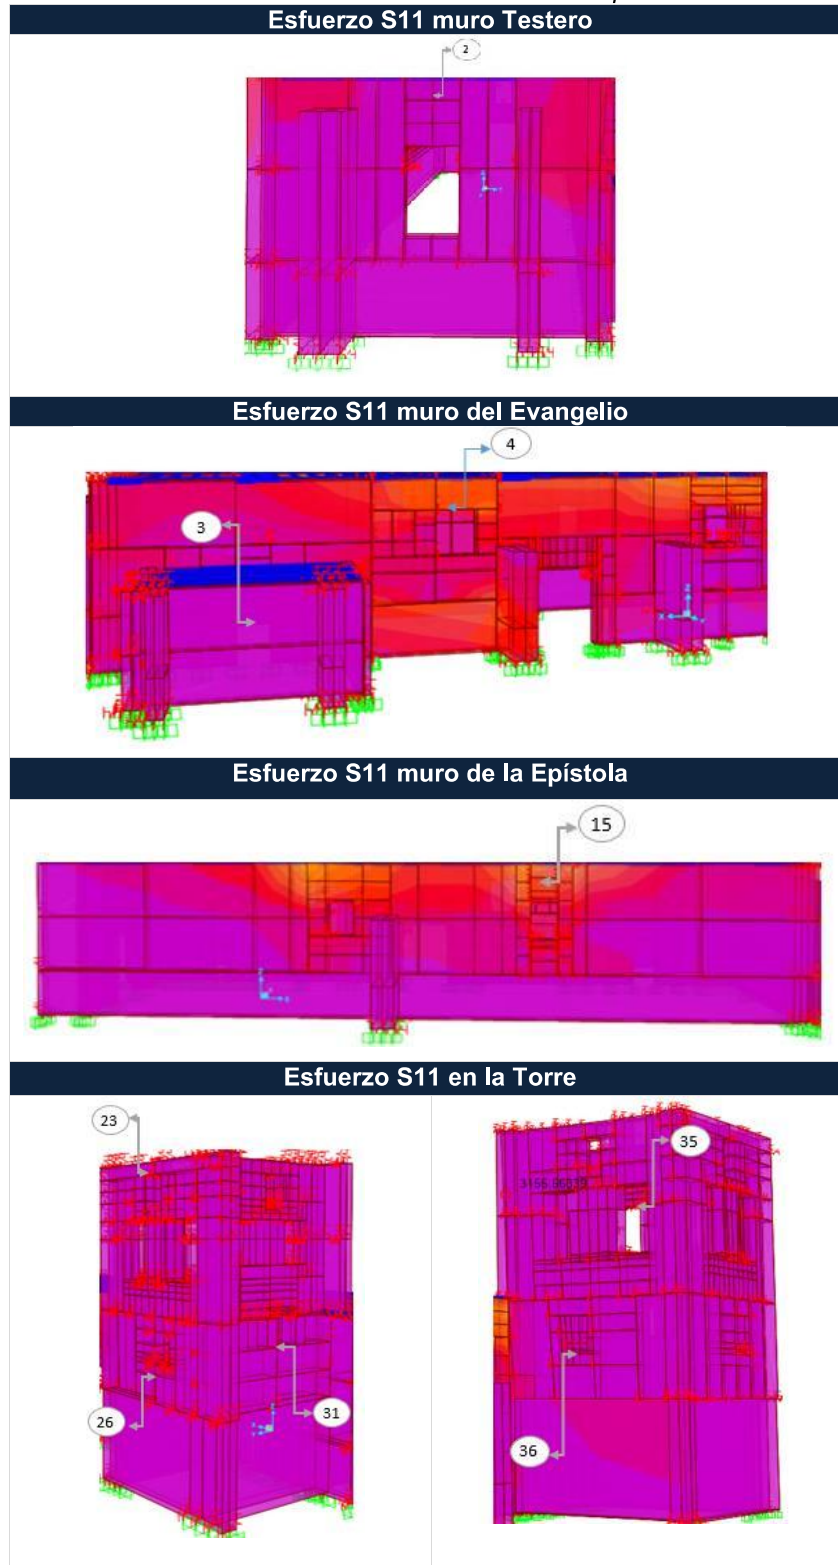 Esfuerzo S11 muro Testero
2
Esfuerzo S11 muro del Evangelio
4
3
Esfuerzo S11 muro de la Epístola
15
Esfuerzo S11 en la Torre
23
35
26
31
36